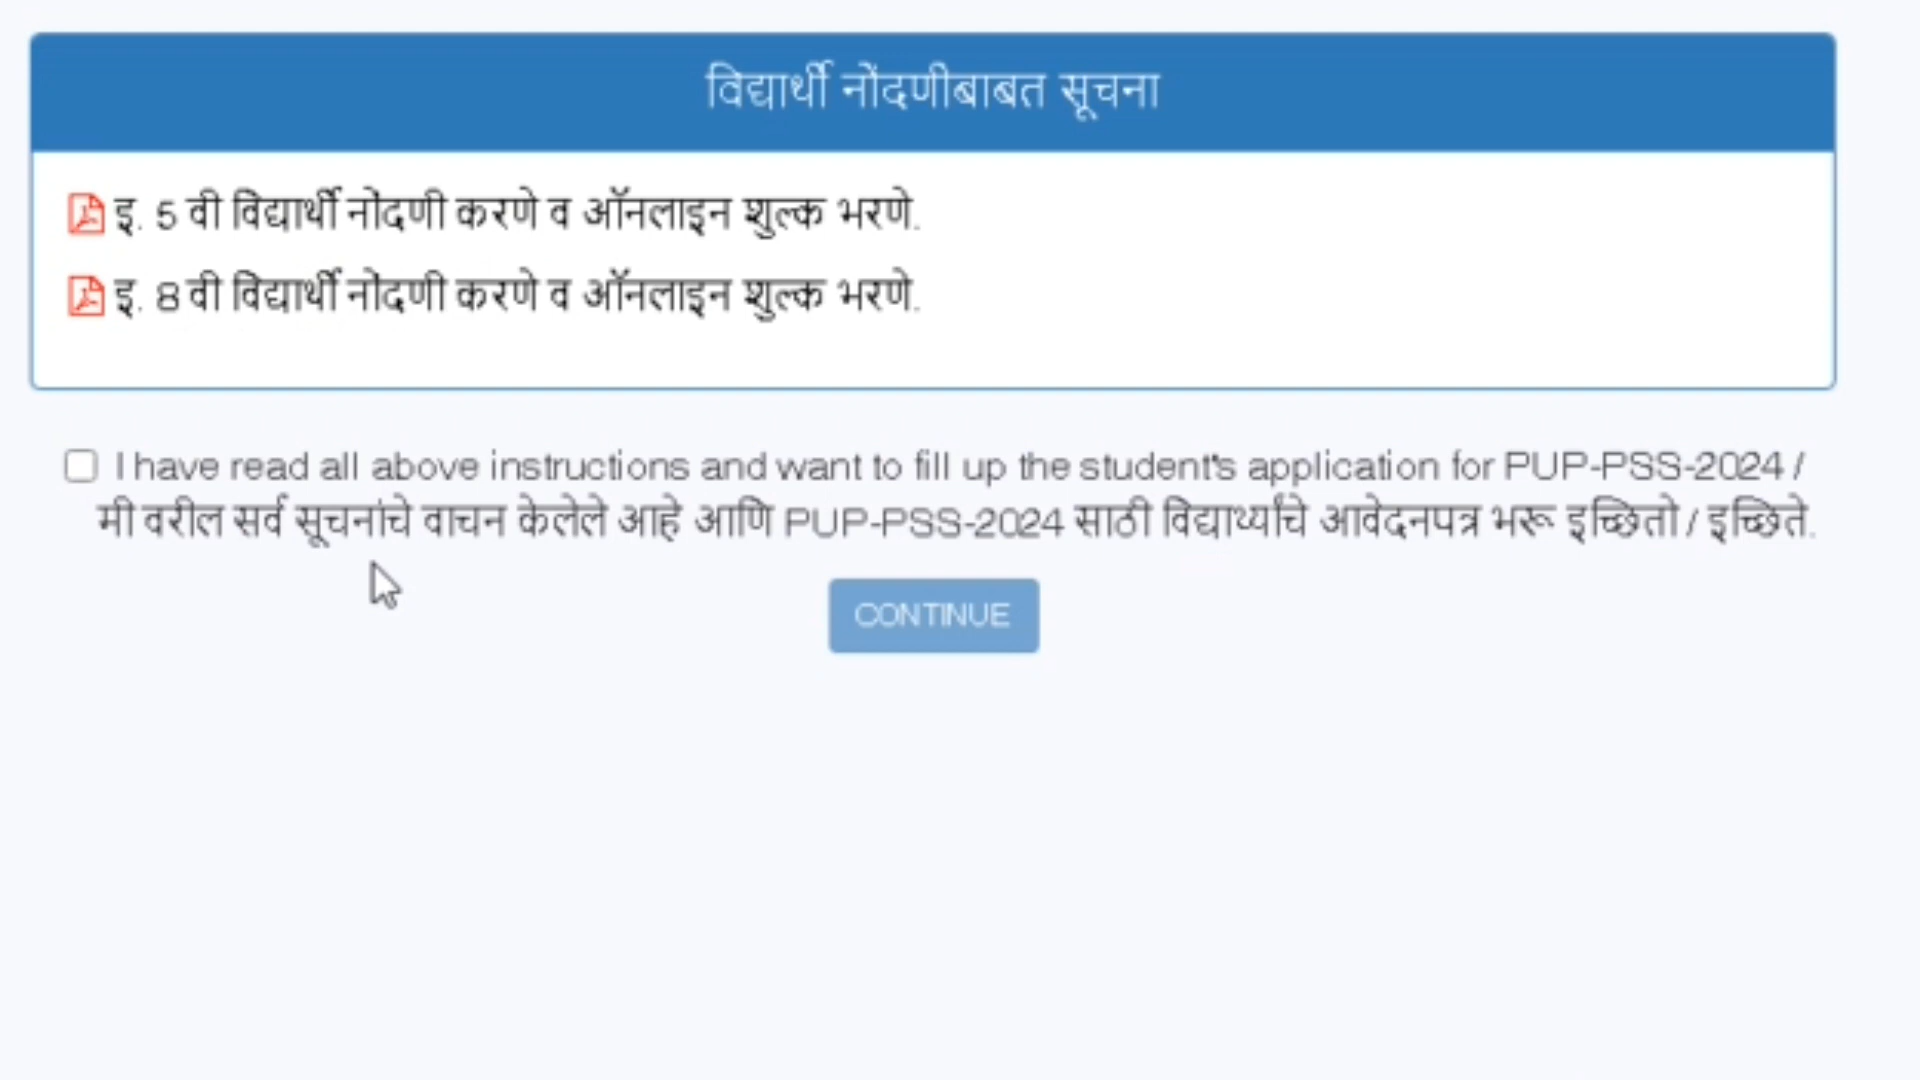 विद्यार्थी नोंदणीबाबत सूचना
इ. 5 वी विद्यार्थी नोंदणी करणे व ऑनलाइन शुल्क भरणे.
इ. 8 वी विद्यार्थी नोंदणी करणे व ऑनलाइन शुल्क भरणे.
I have read all above instructions and want to fill up the student's application for PUP-PSS-2024 /
मी वरील सर्व सूचनांचे वाचन केलेले आहे आणि PUP-PSS-2024 साठी विद्यार्थ्यांचे आवेदनपत्र भरू इच्छितो / इच्छिते.
CONTINUE